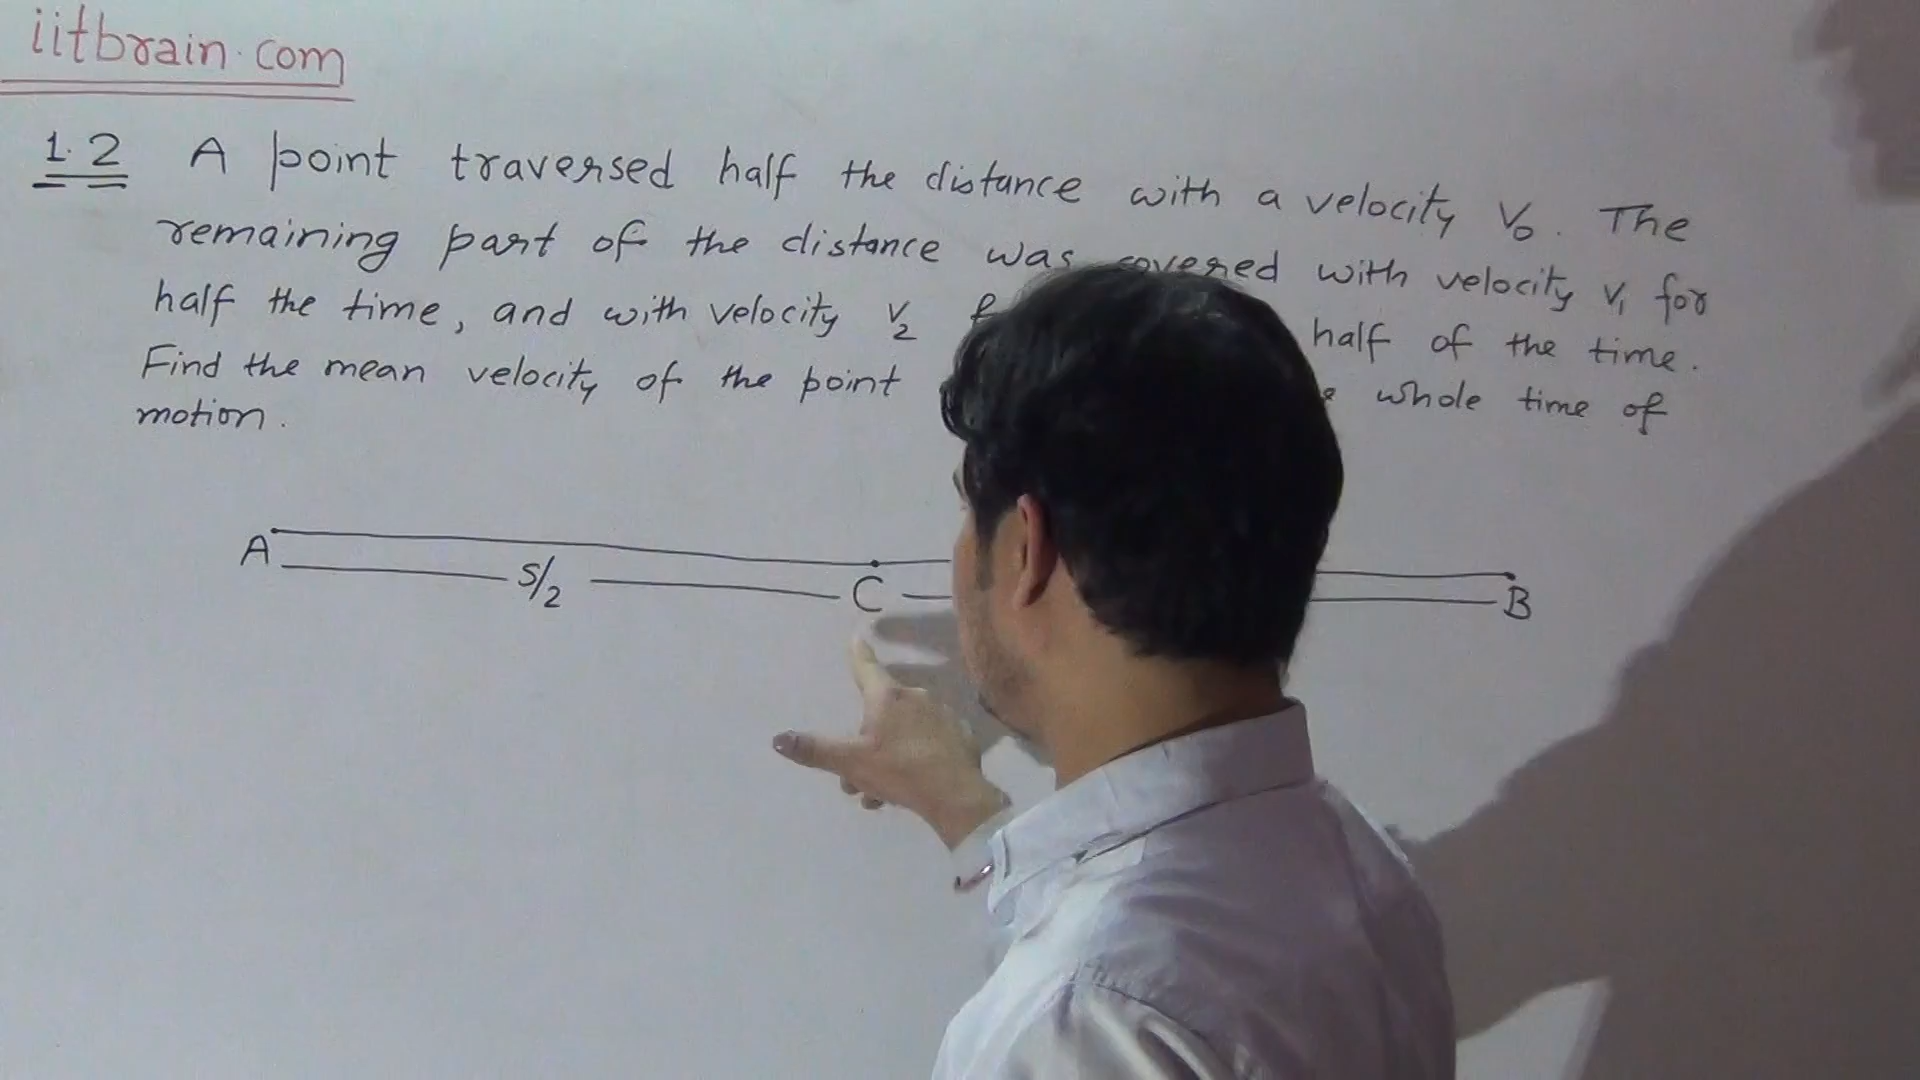 iitbrain.com
1.2 A point traversed half the distance with a velocity V₀. The
remaining part of the distance was covered with velocity V₁ for
half the time, and with velocity V₂ half of the time.
Find the mean velocity of the point whole time of
motion.
A S/2 C B